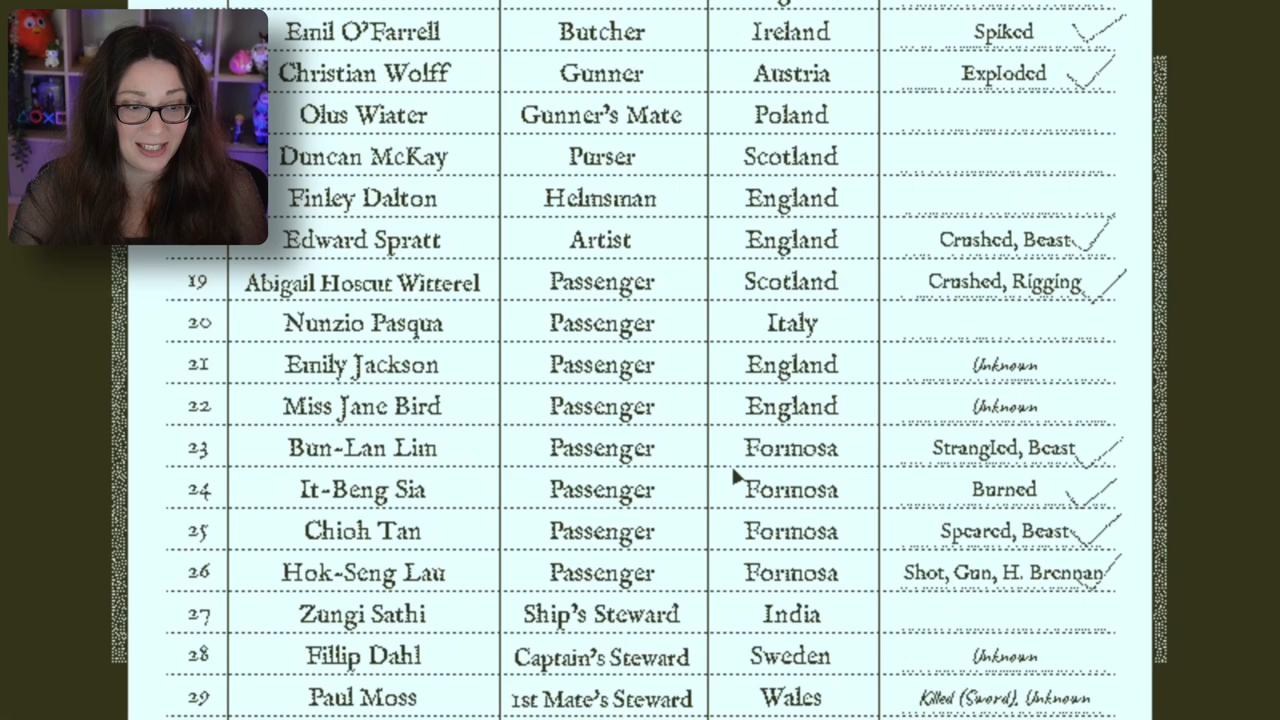 Emil O'Farrell Butcher Ireland Spiked
Christian Wolff Gunner Austria Exploded
Olus Wiater Gunner's Mate Poland
Duncan McKay Purser Scotland
Finley Dalton Helmsman England
Edward Spratt Artist England Crushed, Beast
19 Abigail Hoscut Witterel Passenger Scotland Crushed, Rigging
20 Nunzio Pasqua Passenger Italy
21 Emily Jackson Passenger England Unknown
22 Miss Jane Bird Passenger England Unknown
23 Bun-Lan Lim Passenger Formosa Strangled, Beast
24 It-Beng Sia Passenger Formosa Burned
25 Chioh Tan Passenger Formosa Speared, Beast
26 Hok-Seng Lau Passenger Formosa Shot, Gun, H. Brennan
27 Zungi Sathi Ship's Steward India
28 Fillip Dahl Captain's Steward Sweden Unknown
29 Paul Moss 1st Mate's Steward Wales Killed (Sword), Unknown